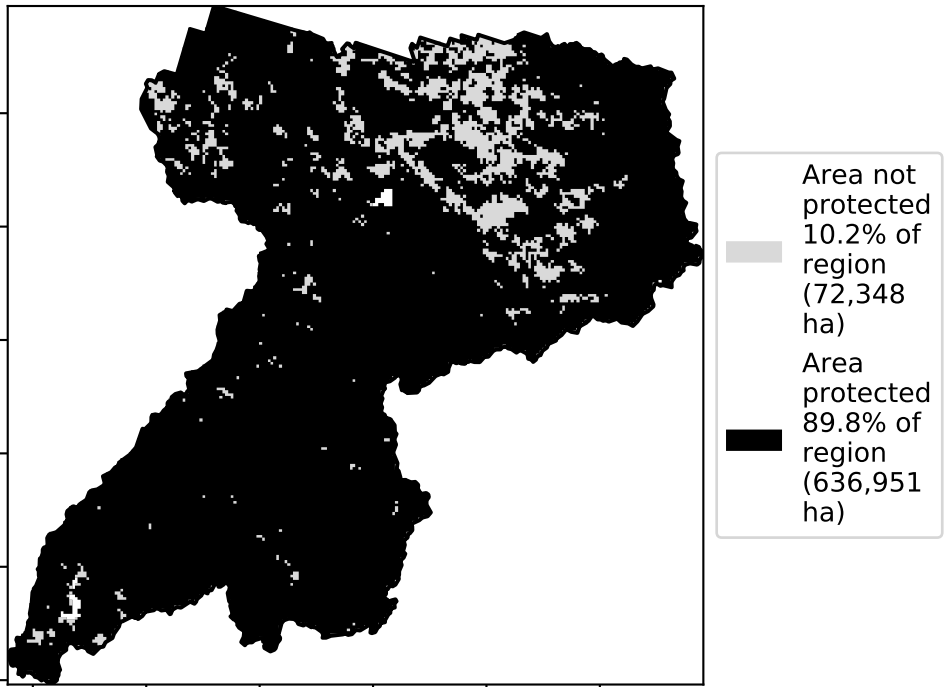 Area not
protected
10.2% of
region
(72,348
ha)
Area
protected
89.8% of
region
(636,951
ha)